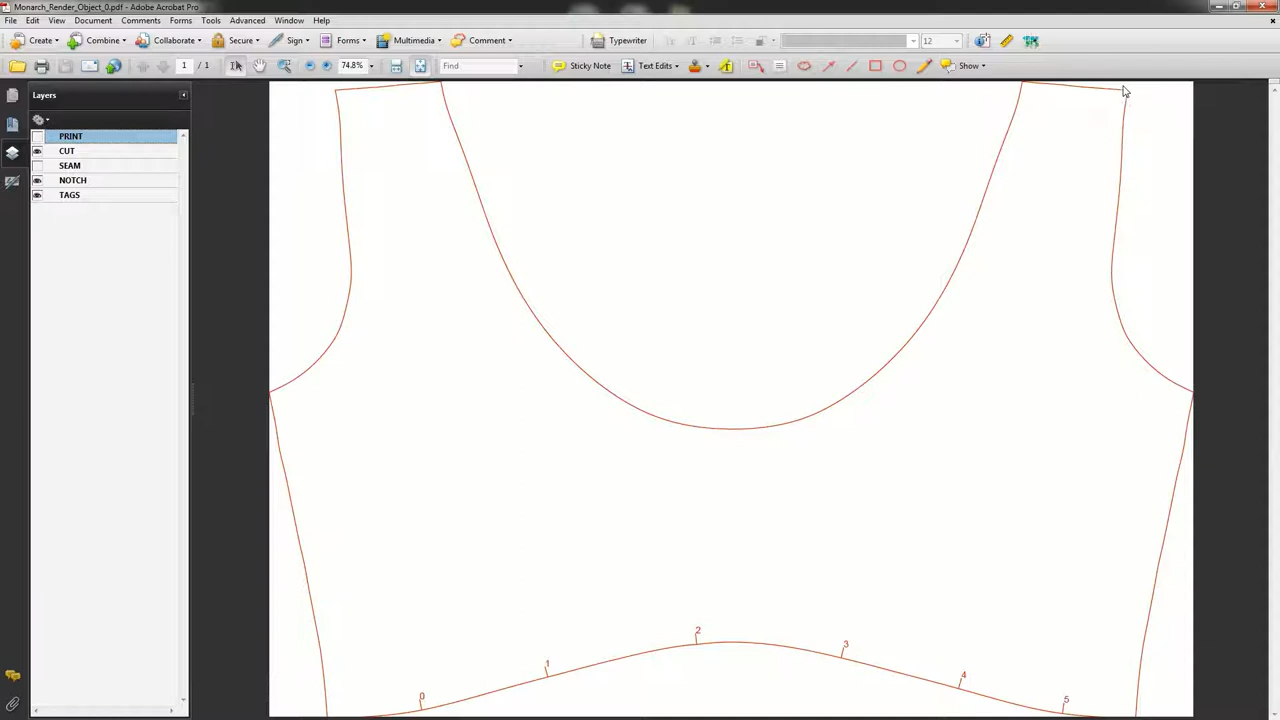 Monarch_Render_Object_0.pdf - Adobe Acrobat Pro
File Edit View Document Comments Forms Tools Advanced Window Help
Create Combine Collaborate Secure Sign Forms Multimedia Comment Typewriter 12
1 / 1 74.8% Find Sticky Note Text Edits Show
Layers
PRINT
CUT
SEAM
NOTCH
TAGS
2
3
1
4
0
5